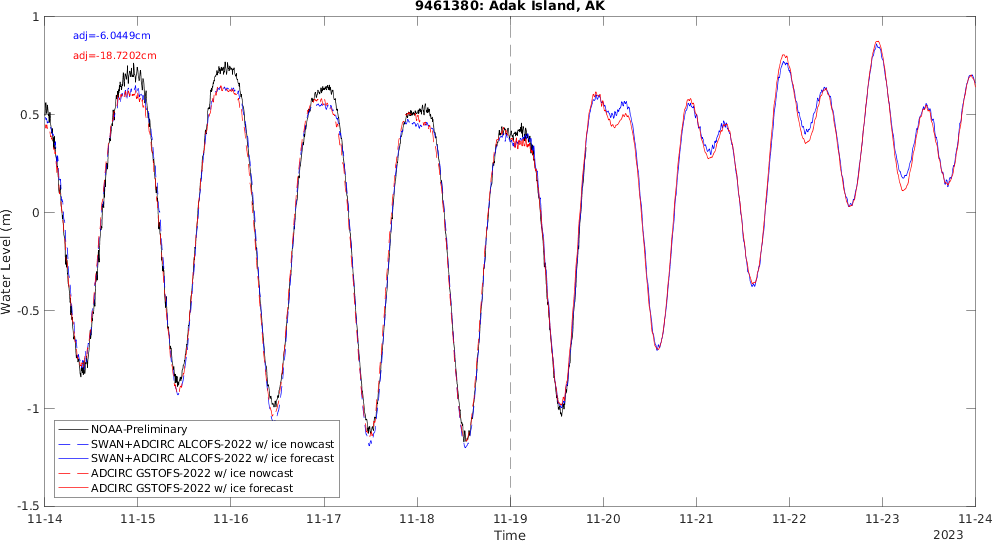 9461380: Adak Island, AK
adj=-6.0449cm
adj=-18.7202cm
1
0.5
0
-0.5
-1
-1.5
Water Level (m)
NOAA-Preliminary
SWAN+ADCIRC ALCOFS-2022 w/ ice nowcast
SWAN+ADCIRC ALCOFS-2022 w/ ice forecast
ADCIRC GSTOFS-2022 w/ ice nowcast
ADCIRC GSTOFS-2022 w/ ice forecast
11-14 11-15 11-16 11-17 11-18 11-19 11-20 11-21 11-22 11-23 11-24
Time
2023